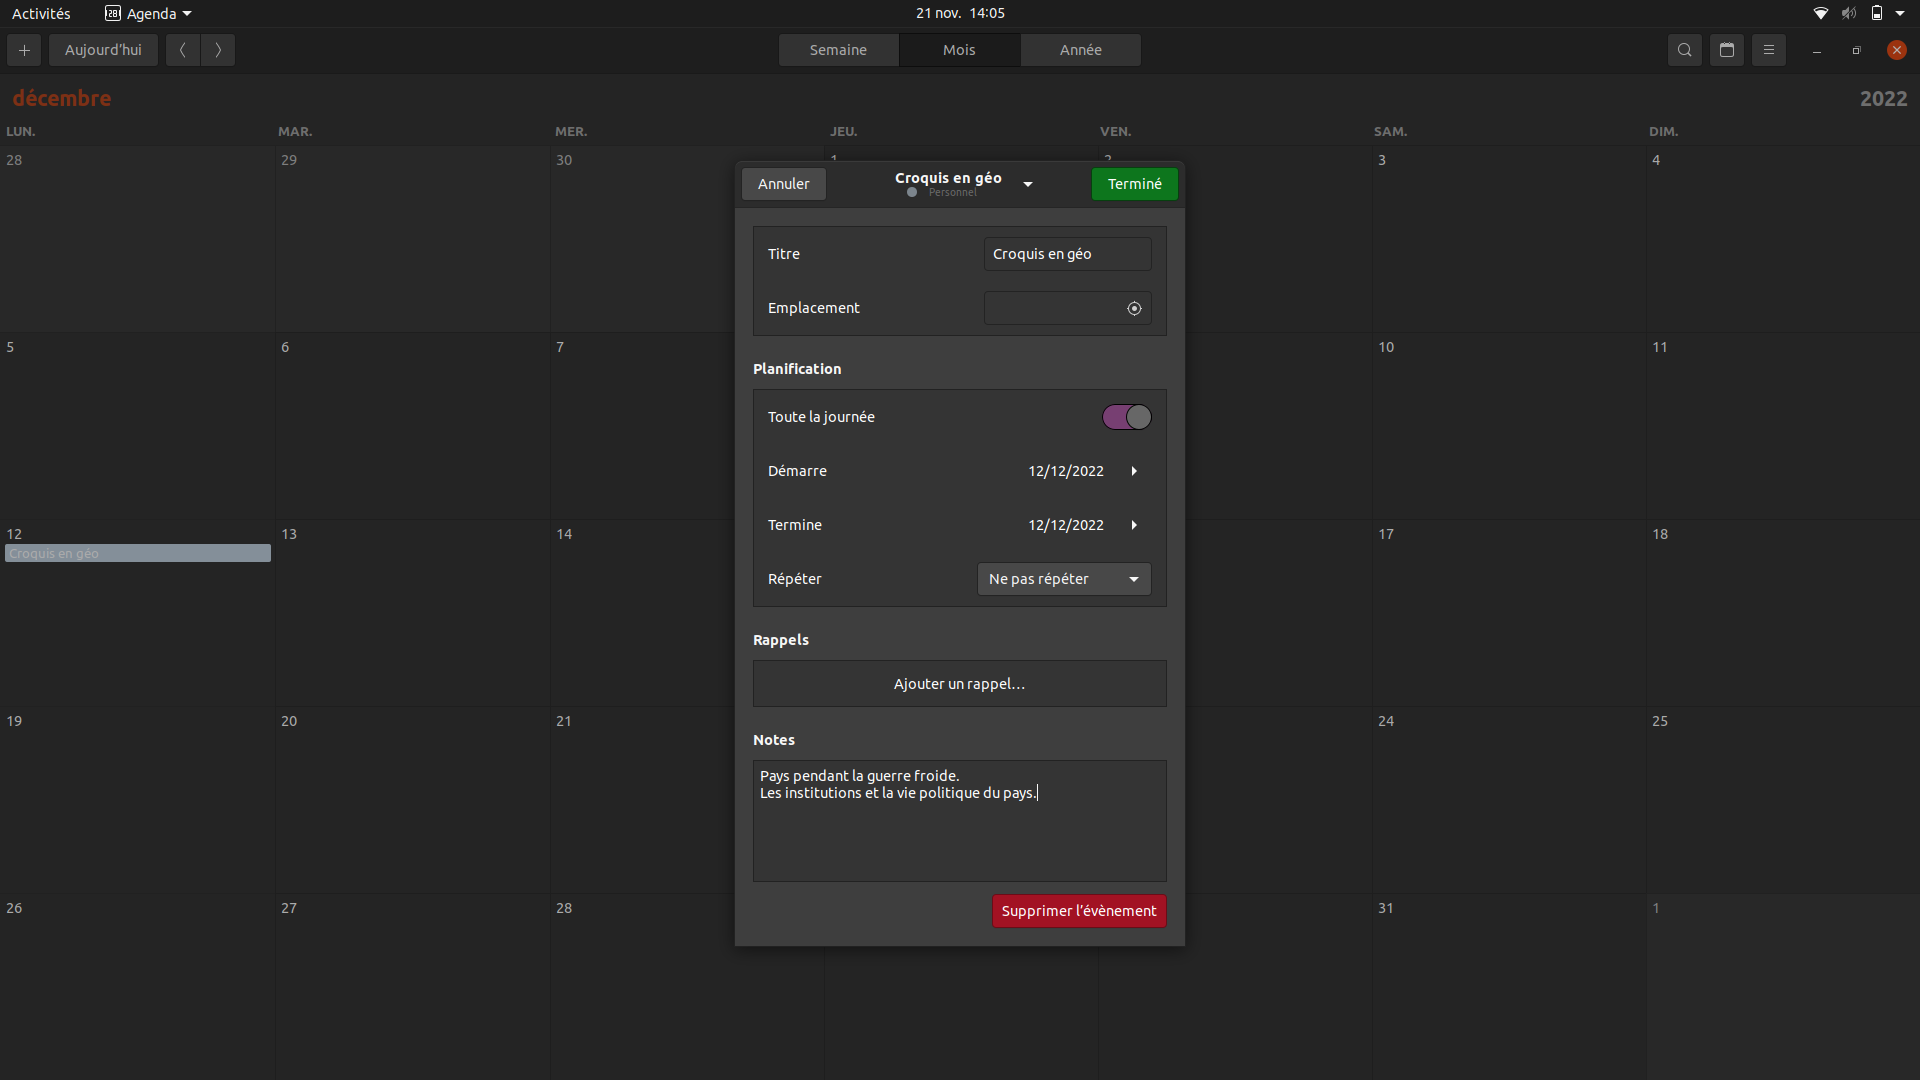 Activités
Agenda
21 nov. 14:05
Aujourd’hui
Semaine
Mois
Année
décembre
2022
LUN.
MAR.
MER.
JEU.
VEN.
SAM.
DIM.
28
29
30
1
2
3
4
Annuler
Croquis en géo
Personnel
Terminé
Titre
Croquis en géo
Emplacement
5
6
7
10
11
Planification
Toute la journée
Démarre
12/12/2022
Termine
12/12/2022
12
Croquis en géo
13
14
17
18
Répéter
Ne pas répéter
Rappels
Ajouter un rappel…
19
20
21
24
25
Notes
Pays pendant la guerre froide.
Les institutions et la vie politique du pays.
Supprimer l’évènement
26
27
28
31
1